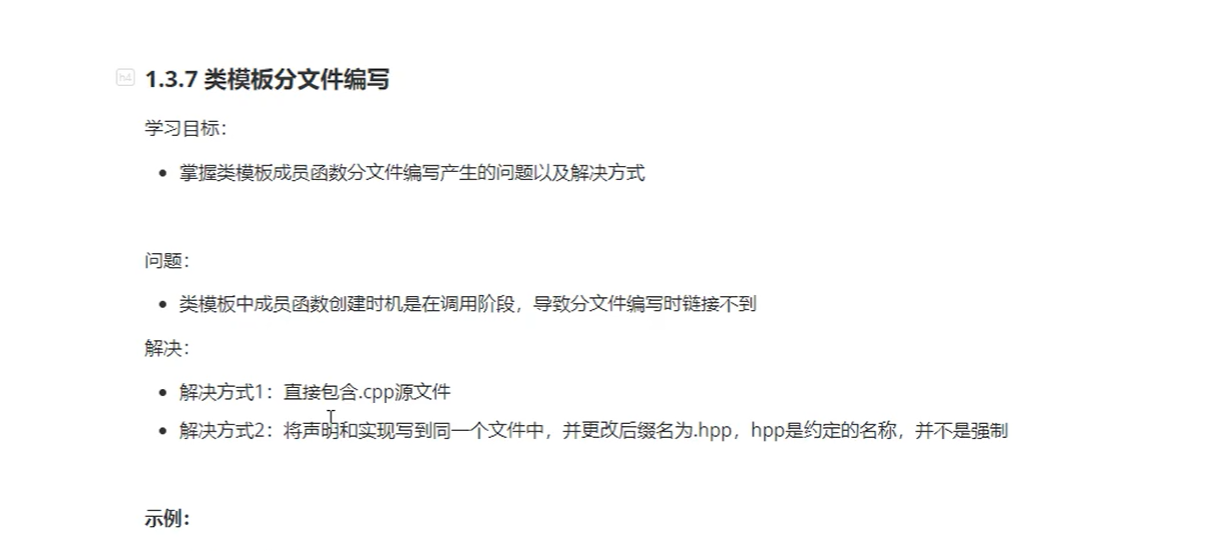 1.3.7 类模板分文件编写
学习目标：
掌握类模板成员函数分文件编写产生的问题以及解决方式
问题：
类模板中成员函数创建时机是在调用阶段，导致分文件编写时链接不到
解决：
解决方式1：直接包含.cpp源文件
解决方式2：将声明和实现写到同一个文件中，并更改后缀名为.hpp，hpp是约定的名称，并不是强制
示例：